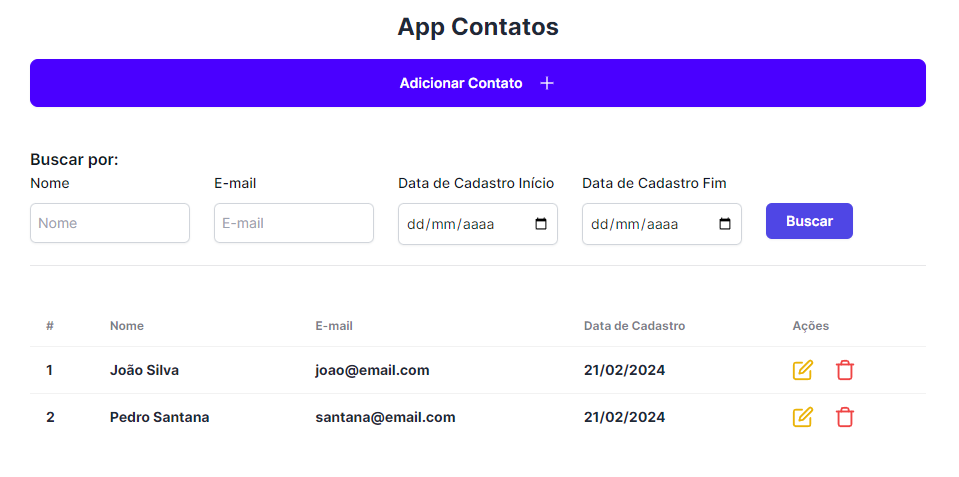 App Contatos
Adicionar Contato
Buscar por:
Nome E-mail Data de Cadastro Início Data de Cadastro Fim
Nome E-mail dd/mm/aaaa dd/mm/aaaa Buscar
# Nome E-mail Data de Cadastro Ações
1 João Silva joao@email.com 21/02/2024
2 Pedro Santana santana@email.com 21/02/2024